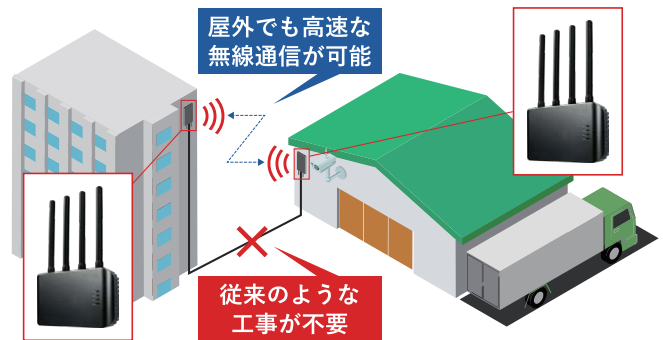 屋外でも高速な
無線通信が可能
従来のような
工事が不要